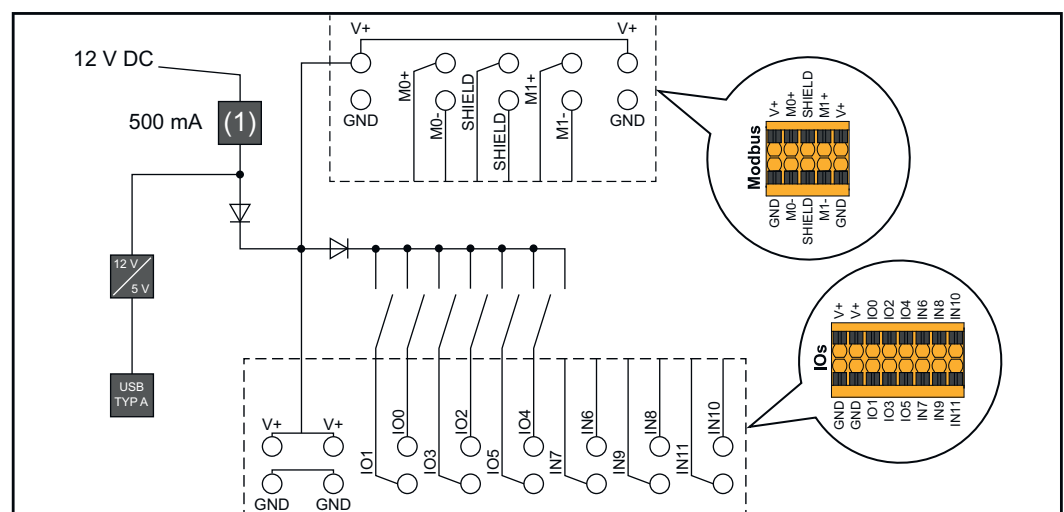 12 V DC
500 mA
(1)
12 V
5 V
USB
TYP A
V+
V+
M0+
SHIELD
M1+
GND
M0-
SHIELD
M1-
GND
V+
M0+
SHIELD
M1+
V+
Modbus
GND
M0-
SHIELD
M1-
GND
V+
V+
IO0
IO2
IO4
IN6
IN8
IN10
IOs
GND
GND
IO1
IO3
IO5
IN7
IN9
IN11
V+
V+
IO0
IO2
IO4
IN6
IN8
IN10
IO1
IO3
IO5
IN7
IN9
IN11
GND
GND